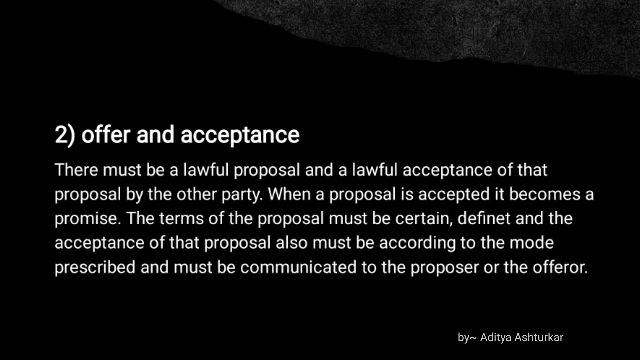 2) offer and acceptance
There must be a lawful proposal and a lawful acceptance of that
proposal by the other party. When a proposal is accepted it becomes a
promise. The terms of the proposal must be certain, definet and the
acceptance of that proposal also must be according to the mode
prescribed and must be communicated to the proposer or the offeror.
by~ Aditya Ashturkar